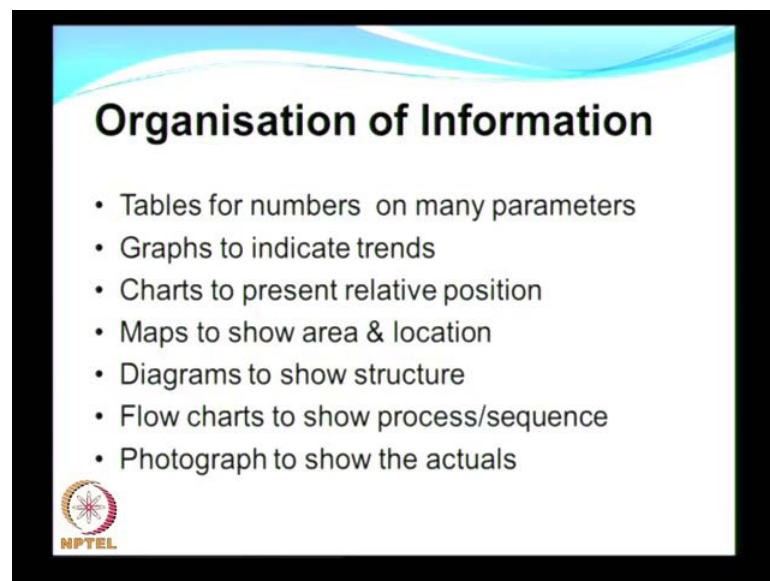 Organisation of Information
• Tables for numbers on many parameters
• Graphs to indicate trends
• Charts to present relative position
• Maps to show area & location
• Diagrams to show structure
• Flow charts to show process/sequence
• Photograph to show the actuals
NPTEL